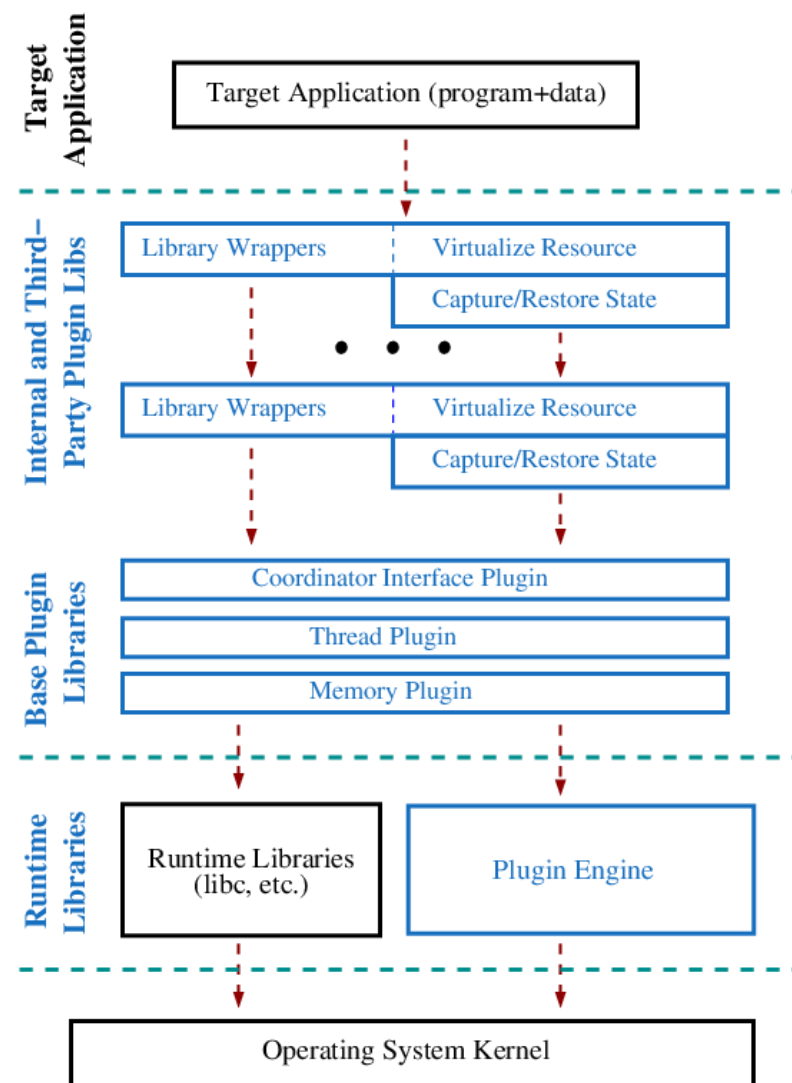 Target
Application
Target Application (program+data)
Internal and Third−
Party Plugin Libs
Library Wrappers
Virtualize Resource
Capture/Restore State
Library Wrappers
Virtualize Resource
Capture/Restore State
Base Plugin
Libraries
Coordinator Interface Plugin
Thread Plugin
Memory Plugin
Runtime
Libraries
Runtime Libraries
(libc, etc.)
Plugin Engine
Operating System Kernel